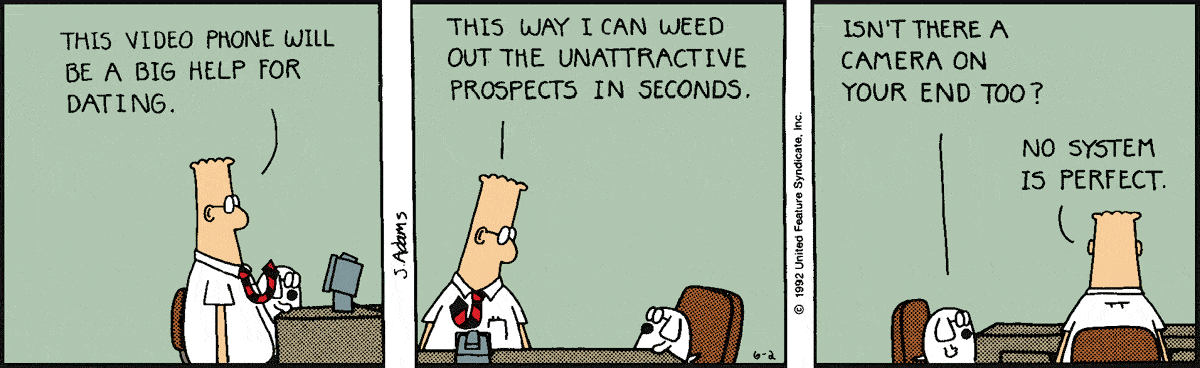 THIS VIDEO PHONE WILL
BE A BIG HELP FOR
DATING.
J.Adams
THIS WAY I CAN WEED
OUT THE UNATTRACTIVE
PROSPECTS IN SECONDS.
6-2
© 1992 United Feature Syndicate, Inc.
ISN'T THERE A
CAMERA ON
YOUR END TOO?
NO SYSTEM
IS PERFECT.